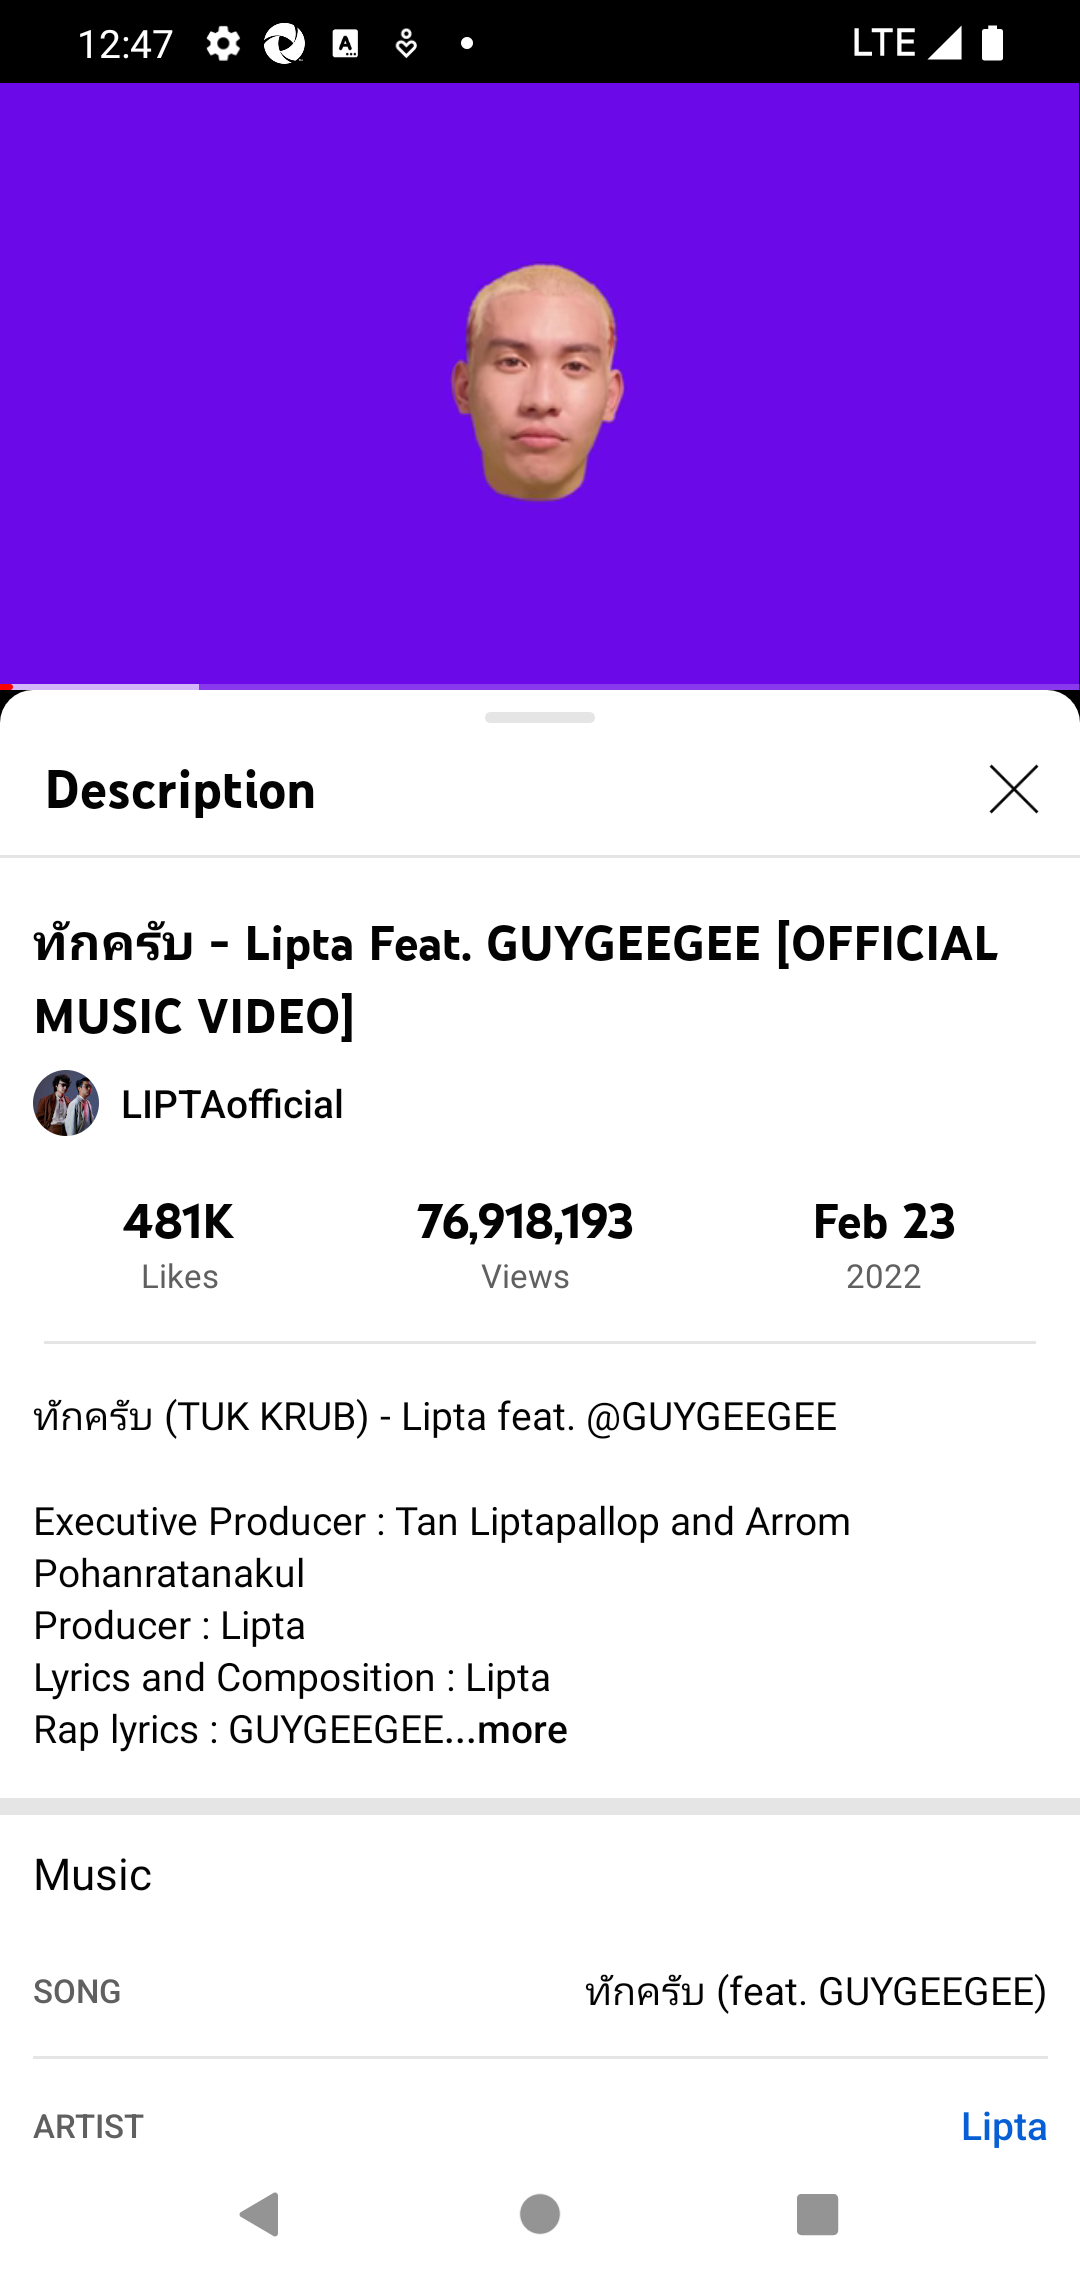 12:47
LTE
Description
ทักครับ - Lipta Feat. GUYGEEGEE [OFFICIAL
MUSIC VIDEO]
LIPTAofficial
481K
Likes
76,918,193
Views
Feb 23
2022
ทักครับ (TUK KRUB) - Lipta feat. @GUYGEEGEE
Executive Producer : Tan Liptapallop and Arrom
Pohanratanakul
Producer : Lipta
Lyrics and Composition : Lipta
Rap lyrics : GUYGEEGEE...more
Music
SONG
ทักครับ (feat. GUYGEEGEE)
ARTIST
Lipta